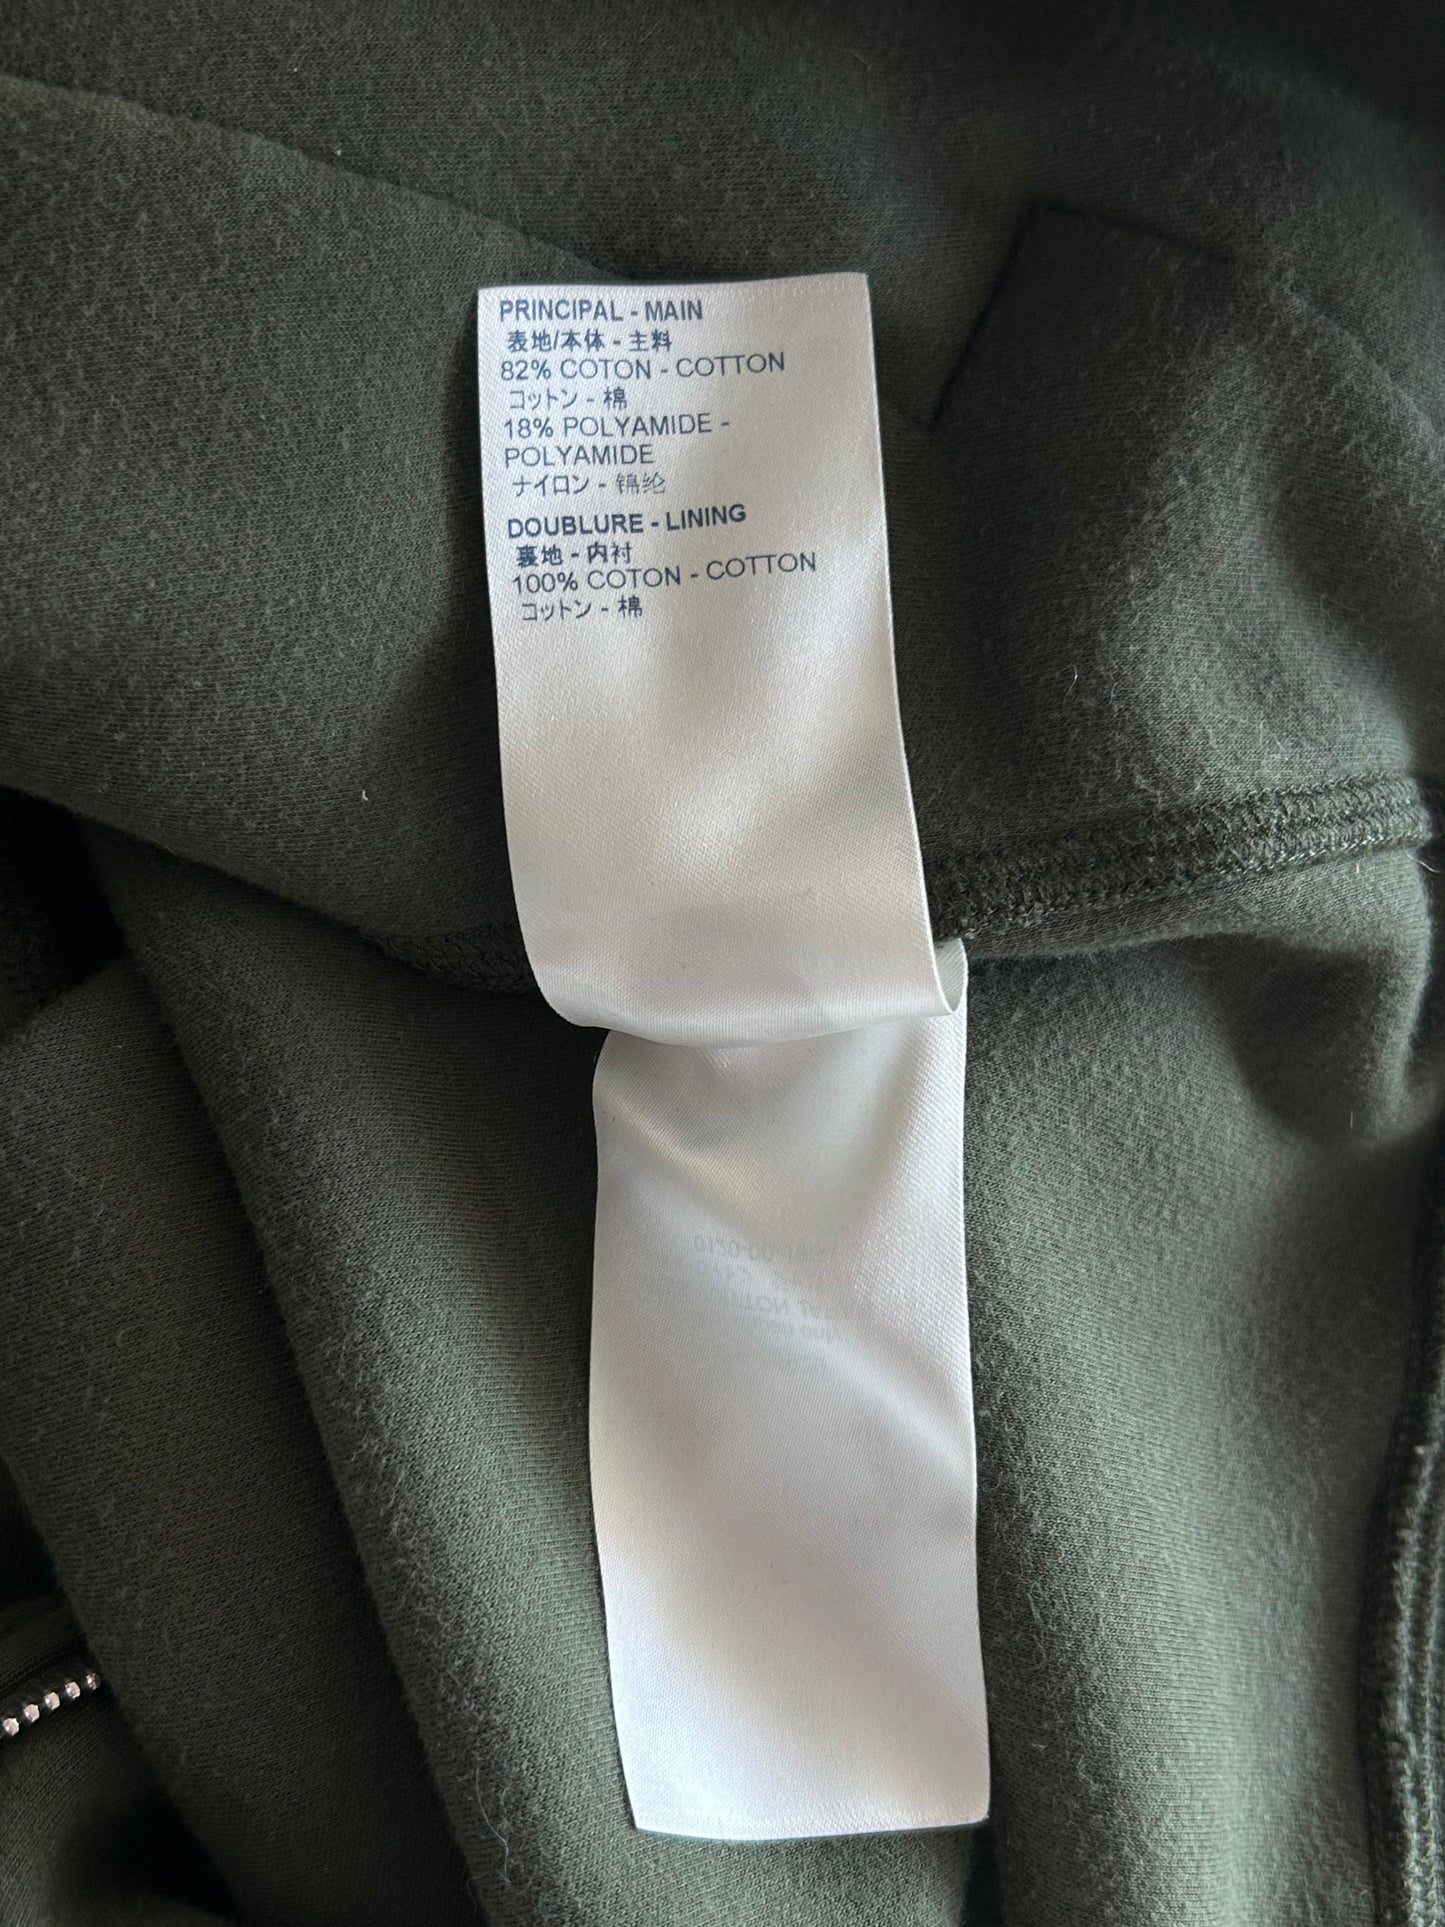 PRINCIPAL - MAIN
表地/本体 - 主料
82% COTON - COTTON
コットン - 棉
18% POLYAMIDE -
POLYAMIDE
ナイロン - 锦纶
DOUBLURE - LINING
裏地 - 内衬
100% COTON - COTTON
コットン - 棉